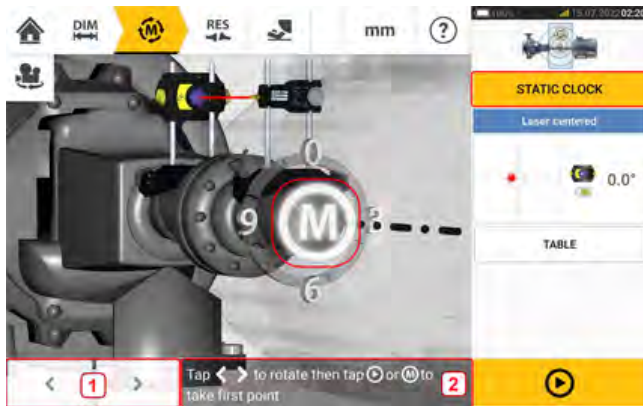 DIM
M
RES
mm
?
100%
15.07.2022 02:20
STATIC CLOCK
Laser centered
0.0°
TABLE
0
9
M
3
6
1
Tap < > to rotate then tap or M to
take first point
2